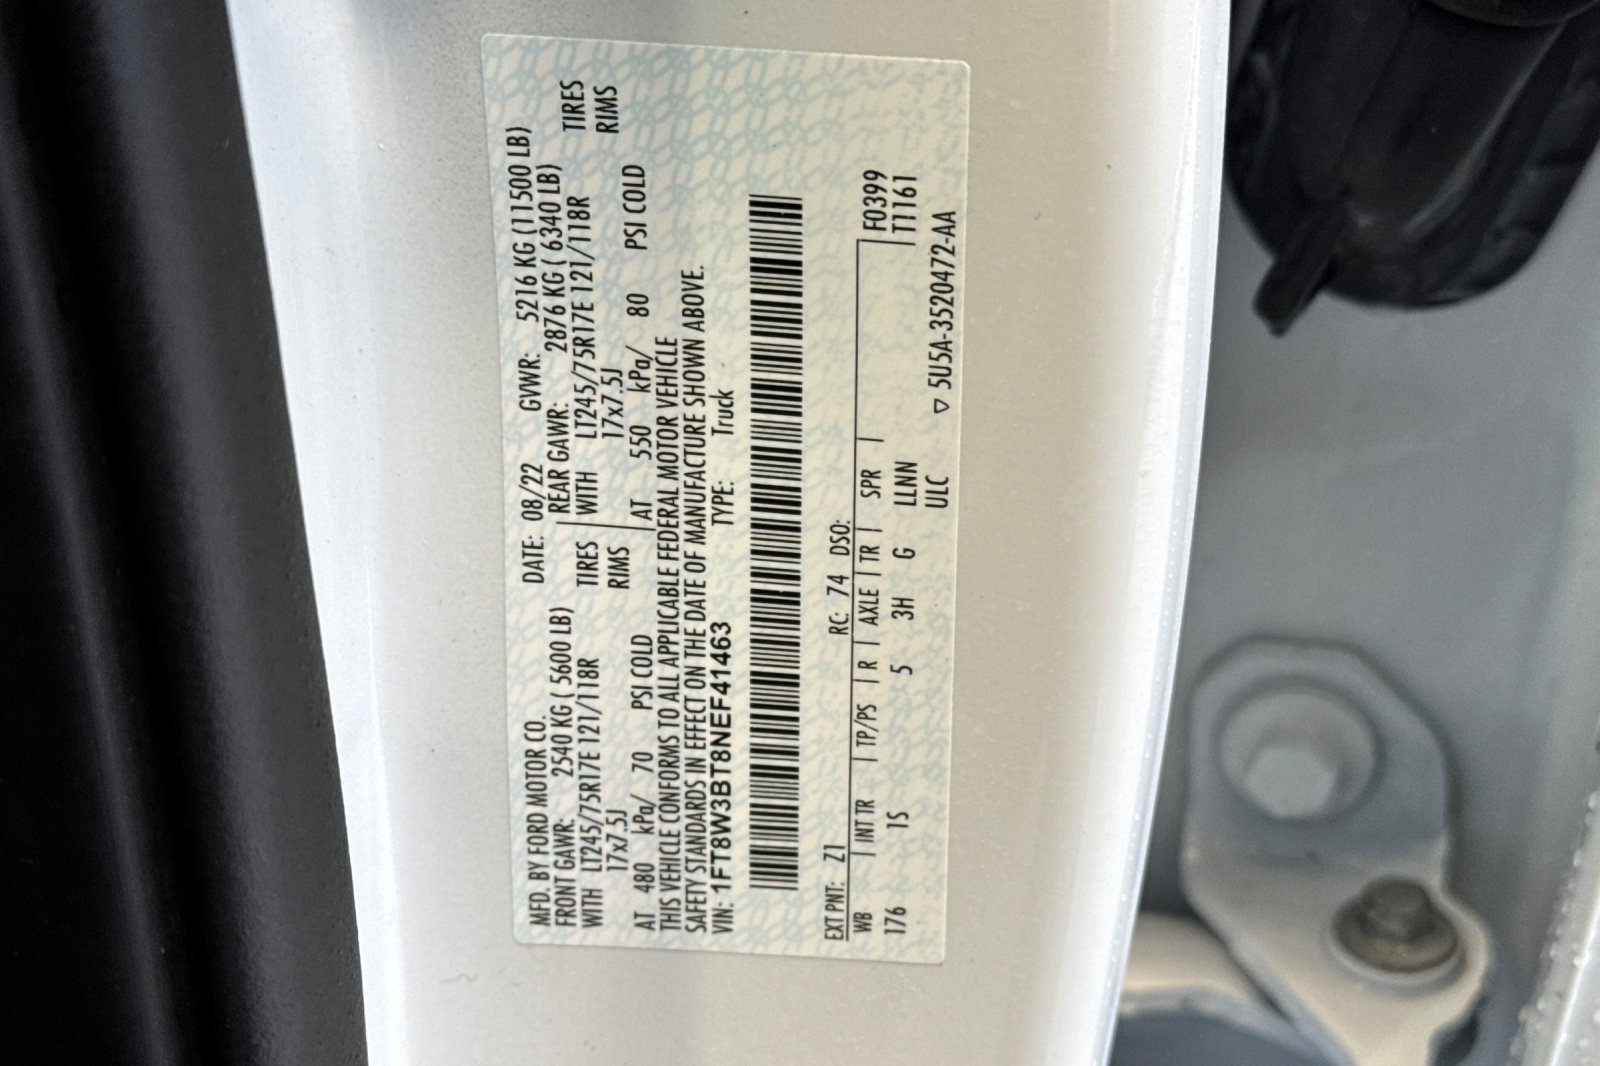 MFD. BY FORD MOTOR CO. DATE: 08/22 GVWR: 5216 KG (11500 LB)
FRONT GAWR: 2540 KG ( 5600 LB) REAR GAWR: 2876 KG ( 6340 LB)
WITH LT245/75R17E 121/118R TIRES WITH LT245/75R17E 121/118R TIRES
17x7.5J RIMS 17x7.5J RIMS
AT 480 kPa/ 70 PSI COLD AT 550 kPa/ 80 PSI COLD
THIS VEHICLE CONFORMS TO ALL APPLICABLE FEDERAL MOTOR VEHICLE
SAFETY STANDARDS IN EFFECT ON THE DATE OF MANUFACTURE SHOWN ABOVE.
VIN: 1FT8W3BT8NEF41463 TYPE: Truck
EXT PNT: Z1 RC: 74 DSO:
WB INT TR TP/PS R AXLE TR SPR F0399
176 1S 5 3H G LLNN T1161
ULC
▽ 5U5A-3520472-AA